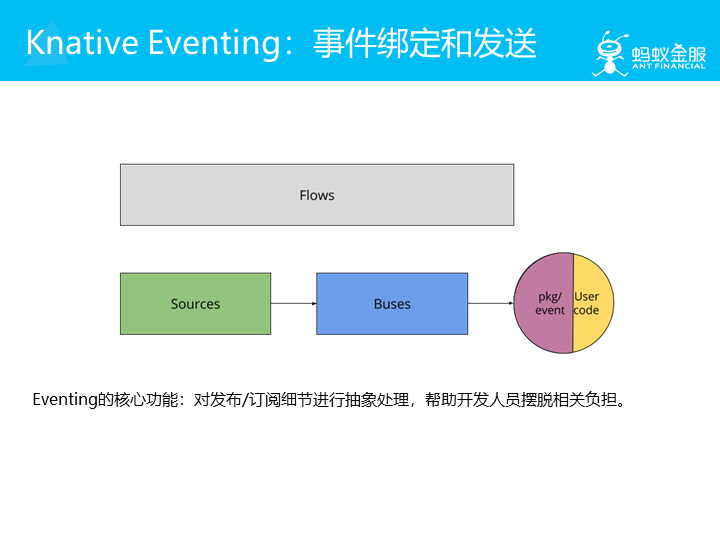 Knative Eventing：事件绑定和发送
蚂蚁金服
ANT FINANCIAL
Flows
Sources
Buses
pkg/
event
User
code
Eventing的核心功能：对发布/订阅细节进行抽象处理，帮助开发人员摆脱相关负担。